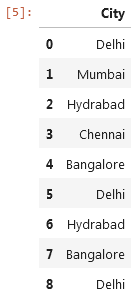 [5]:
City
0 Delhi
1 Mumbai
2 Hydrabad
3 Chennai
4 Bangalore
5 Delhi
6 Hydrabad
7 Bangalore
8 Delhi